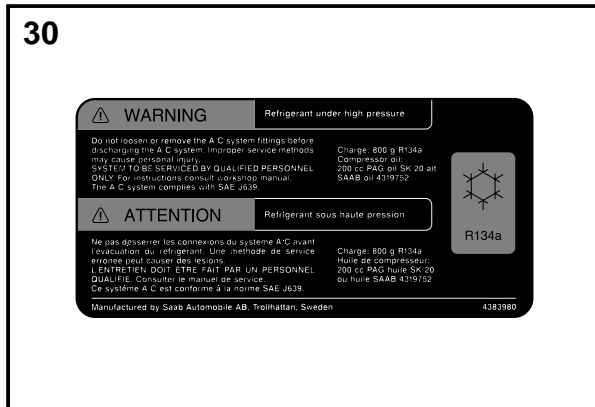 30
WARNING
Refrigerant under high pressure
Do not loosen or remove the A C system fittings before
discharging the A C system. Improper service methods
may cause personal injury.
SYSTEM TO BE SERVICED BY QUALIFIED PERSONNEL
ONLY. For instructions consult workshop manual.
The A C system complies with SAE J639.
Charge: 800 g R134a
Compressor oil:
200 cc PAG oil SK 20 alt
SAAB oil 4319752
R134a
ATTENTION
Refrigerant sous haute pression
Ne pas desserrer les connexions du systeme A C avant
l'evacuation du refrigerant. Une methode de service
erronee peut causer des lesions.
L ENTRETIEN DOIT ETRE FAIT PAR UN PERSONNEL
QUALIFIE. Consulter le manuel de service.
Ce systéme A C est conforme à la norme SAE J639.
Charge: 800 g R134a
Huile de compresseur:
200 cc PAG huile SK 20
ou huile SAAB 4319752
Manufactured by Saab Automobile AB, Trollhattan, Sweden
4383980